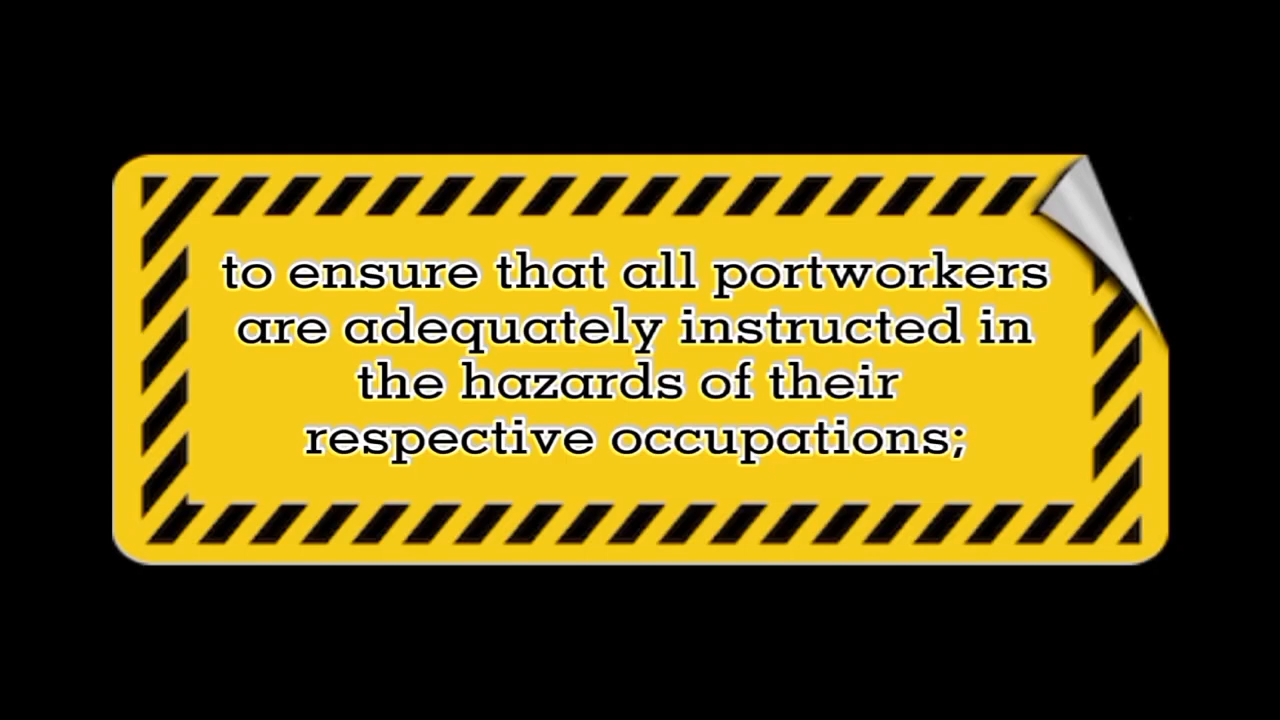 to ensure that all portworkers
are adequately instructed in
the hazards of their
respective occupations;